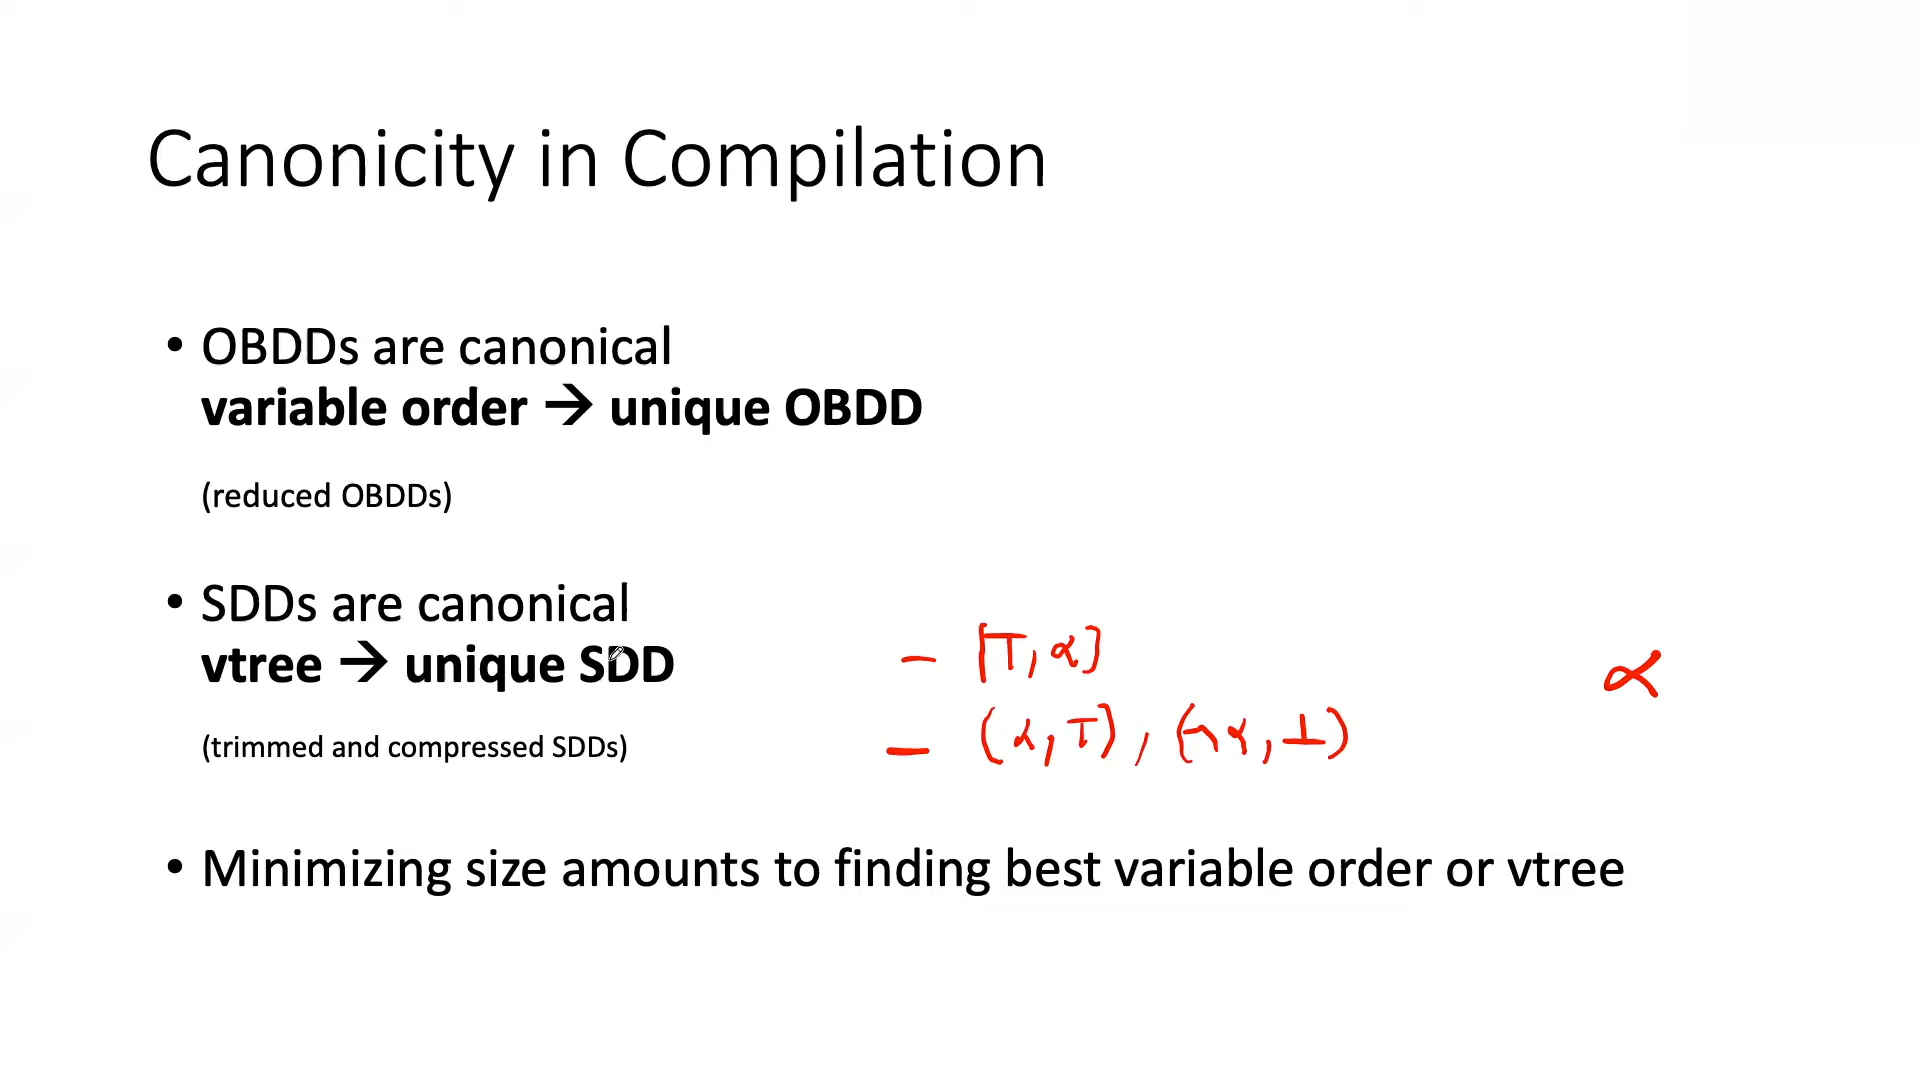 Canonicity in Compilation
• OBDDs are canonical
variable order → unique OBDD
(reduced OBDDs)
• SDDs are canonical
vtree → unique SDD
(trimmed and compressed SDDs)
– [⊤, α]
– (α, ⊤), (¬α, ⊥)
α
• Minimizing size amounts to finding best variable order or vtree